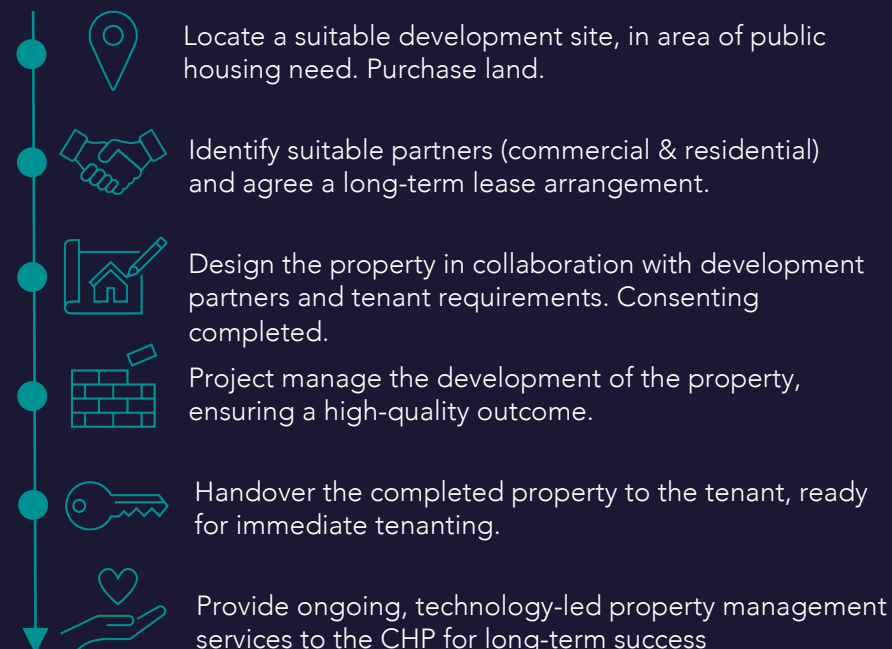 Locate a suitable development site, in area of public
housing need. Purchase land.
Identify suitable partners (commercial & residential)
and agree a long-term lease arrangement.
Design the property in collaboration with development
partners and tenant requirements. Consenting
completed.
Project manage the development of the property,
ensuring a high-quality outcome.
Handover the completed property to the tenant, ready
for immediate tenanting.
Provide ongoing, technology-led property management
services to the CHP for long-term success